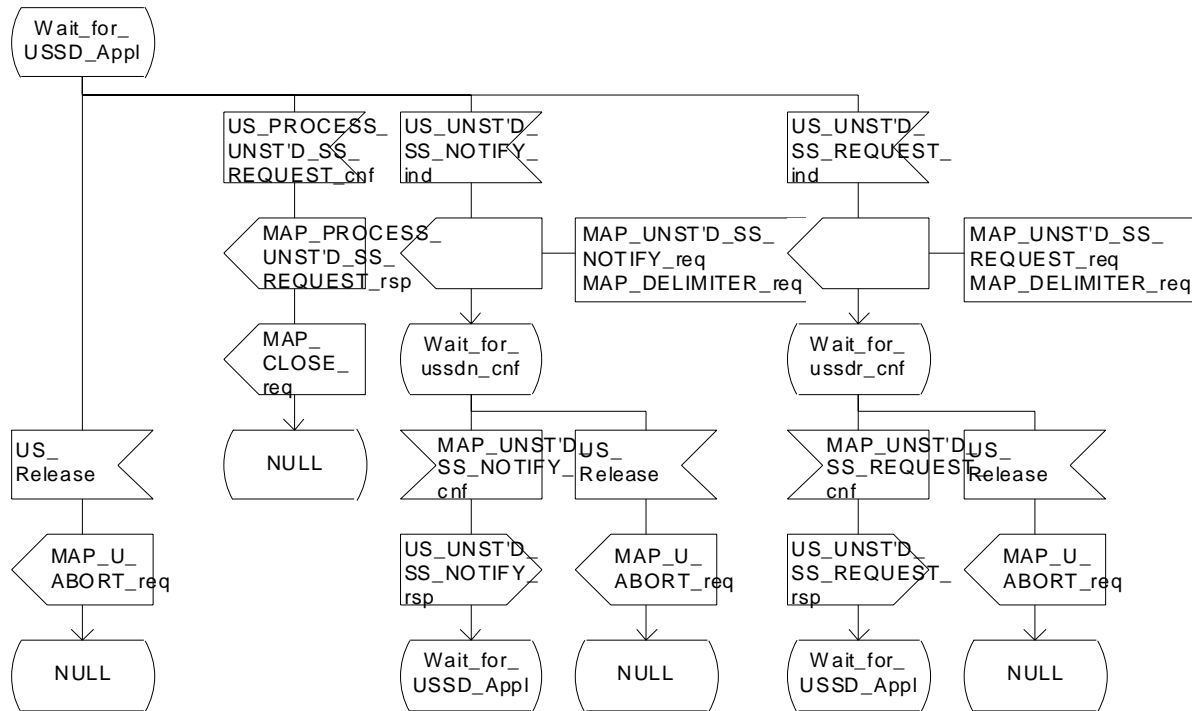 Wait_for_
USSD_Appl
US_PROCESS_
UNST'D_SS_
REQUEST_cnf
US_UNST'D_
SS_NOTIFY_
ind
US_UNST'D_
SS_REQUEST_
ind
MAP_PROCESS_
UNST'D_SS_
REQUEST_rsp
MAP_UNST'D_SS_
NOTIFY_req
MAP_DELIMITER_req
MAP_UNST'D_SS_
REQUEST_req
MAP_DELIMITER_req
MAP_
CLOSE_
req
Wait_for_
ussdn_cnf
Wait_for_
ussdr_cnf
US_
Release
NULL
MAP_UNST'D_
SS_NOTIFY_
cnf
US_
Release
MAP_UNST'D_
SS_REQUEST_
cnf
US_
Release
MAP_U_
ABORT_req
US_UNST'D_
SS_NOTIFY_
rsp
MAP_U_
ABORT_req
US_UNST'D_
SS_REQUEST_
rsp
MAP_U_
ABORT_req
NULL
Wait_for_
USSD_Appl
NULL
Wait_for_
USSD_Appl
NULL